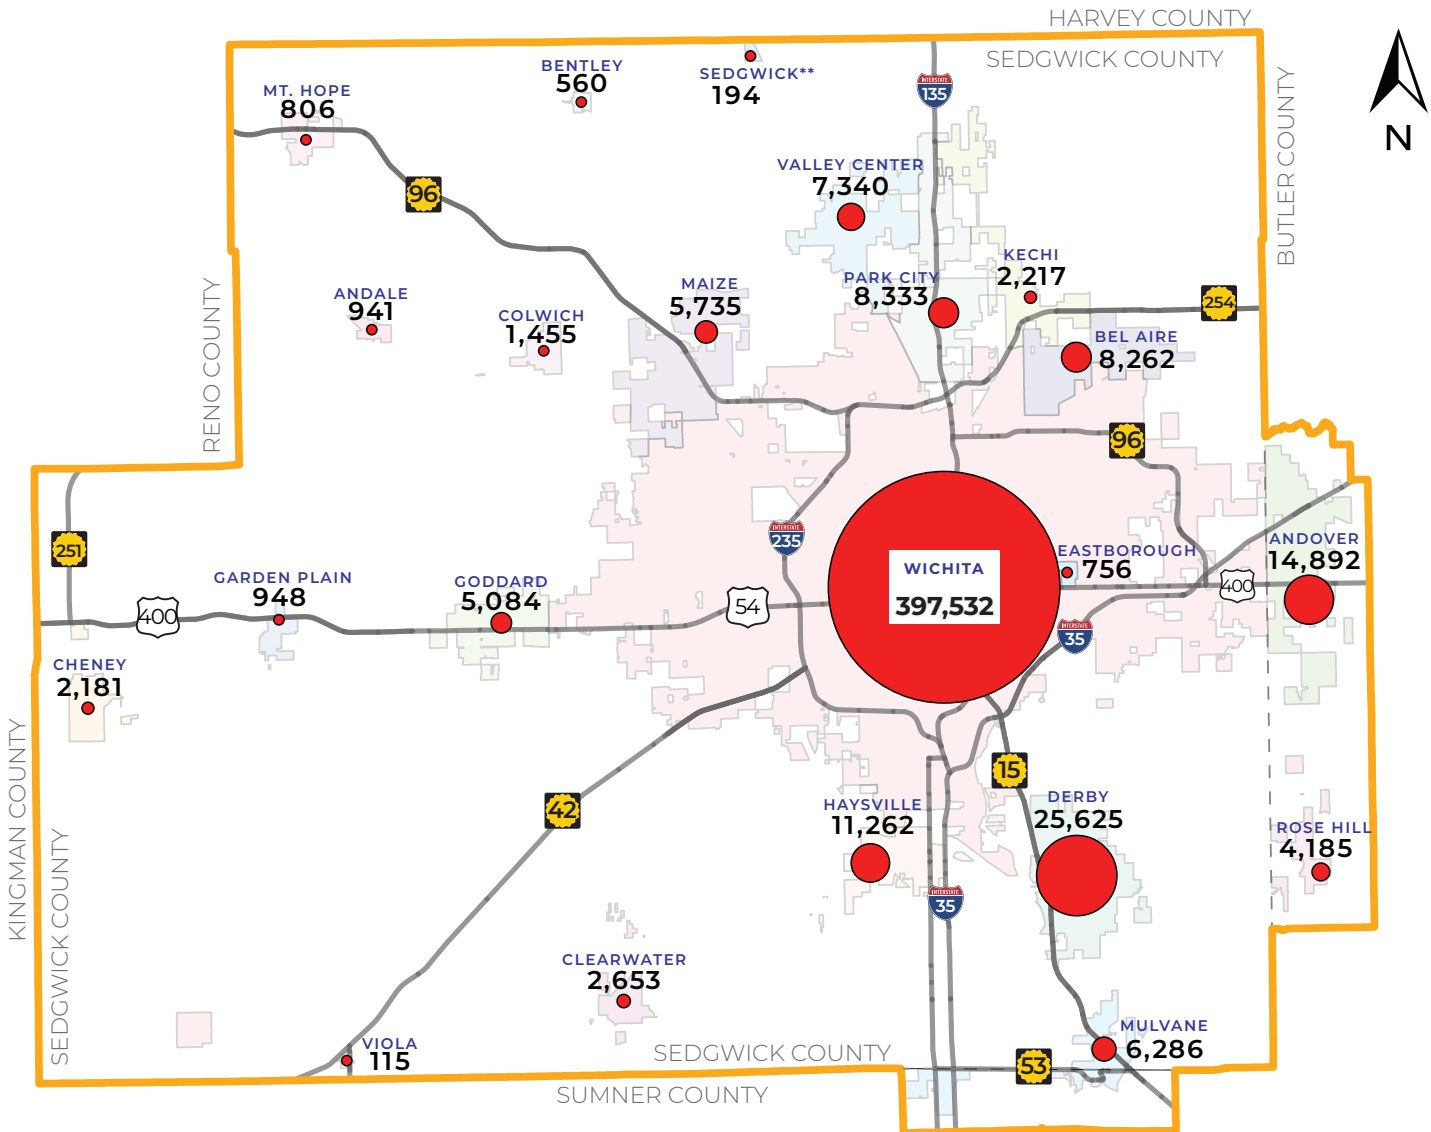 HARVEY COUNTY
SEDGWICK COUNTY
BUTLER COUNTY
N
BENTLEY
560
SEDGWICK**
194
MT. HOPE
806
INTERSTATE
135
96
VALLEY CENTER
7,340
KECHI
2,217
PARK CITY
8,333
MAIZE
5,735
ANDALE
941
COLWICH
1,455
254
BEL AIRE
8,262
RENO COUNTY
96
INTERSTATE
235
251
ANDOVER
14,892
EASTBOROUGH
756
WICHITA
397,532
GARDEN PLAIN
948
GODDARD
5,084
400
54
400
INTERSTATE
35
CHENEY
2,181
KINGMAN COUNTY
SEDGWICK COUNTY
42
15
HAYSVILLE
11,262
DERBY
25,625
ROSE HILL
4,185
INTERSTATE
35
CLEARWATER
2,653
VIOLA
115
SEDGWICK COUNTY
SUMNER COUNTY
MULVANE
6,286
53